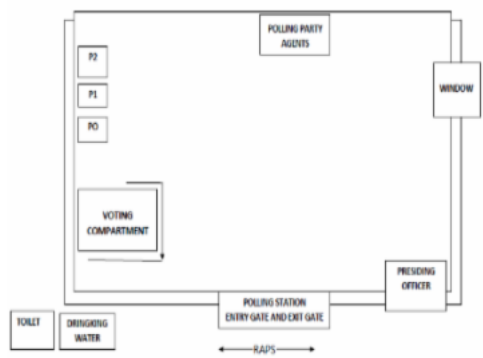 POLLING PARTY
AGENTS
P2
P1
PO
WINDOW
VOTING
COMPARTMENT
PRESIDING
OFFICER
POLLING STATION
ENTRY GATE AND EXIT GATE
TOILET
DRINGKING
WATER
RAPS